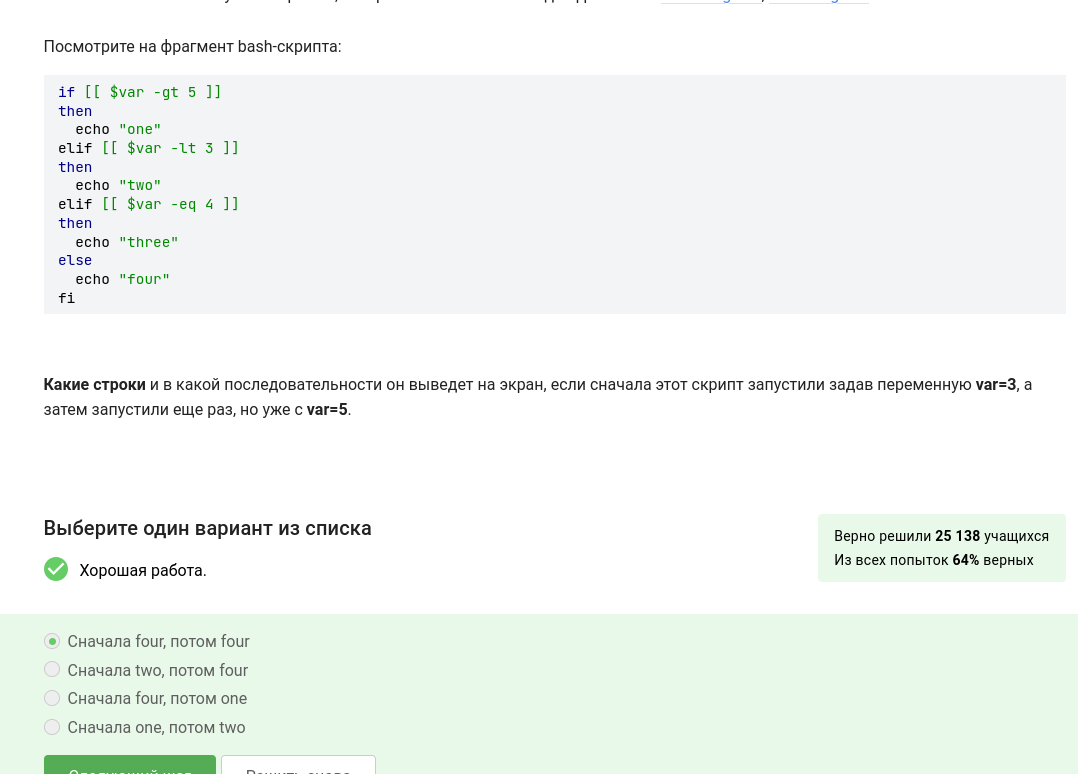 Посмотрите на фрагмент bash-скрипта:
if [[ $var -gt 5 ]]
then
  echo "one"
elif [[ $var -lt 3 ]]
then
  echo "two"
elif [[ $var -eq 4 ]]
then
  echo "three"
else
  echo "four"
fi
Какие строки и в какой последовательности он выведет на экран, если сначала этот скрипт запустили задав переменную var=3, а
затем запустили еще раз, но уже с var=5.
Выберите один вариант из списка
Хорошая работа.
Верно решили 25 138 учащихся
Из всех попыток 64% верных
Сначала four, потом four
Сначала two, потом four
Сначала four, потом one
Сначала one, потом two